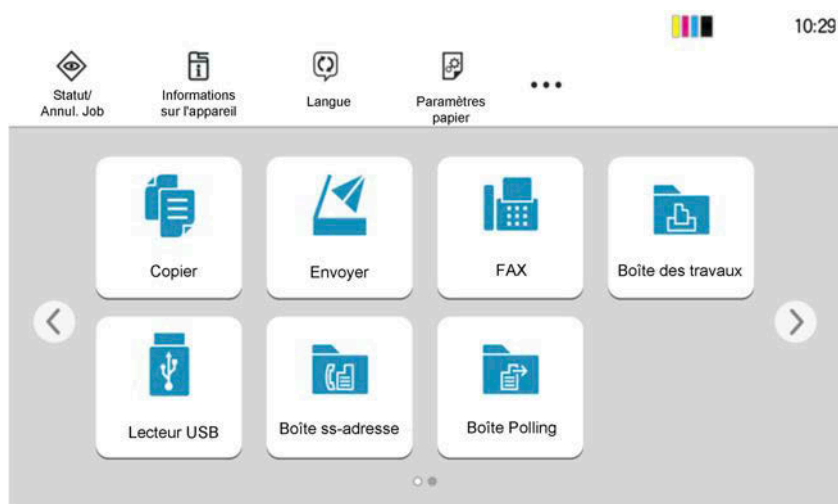 10:29
Statut/
Annul. Job
Informations
sur l'appareil
Langue
Paramètres
papier
Copier
Envoyer
FAX
Boîte des travaux
Lecteur USB
Boîte ss-adresse
Boîte Polling